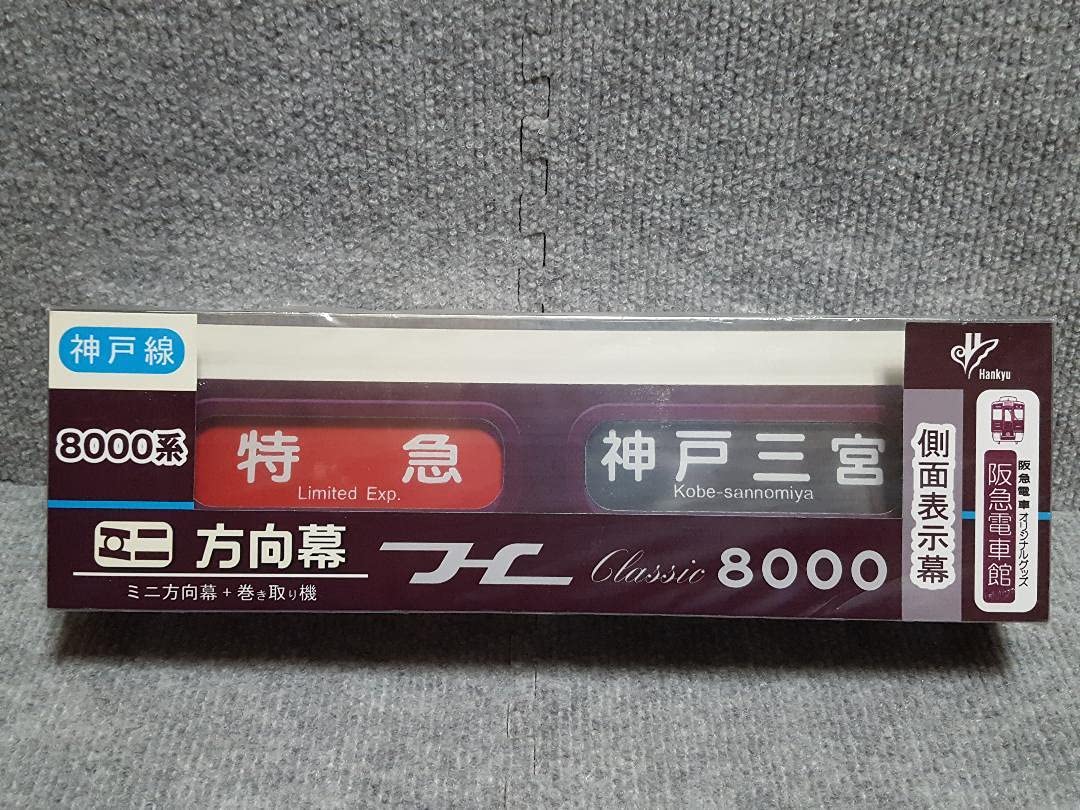 神戸線
8000系
特急
Limited Exp.
神戸三宮
Kobe-sannomiya
方向幕
ミニ方向幕+巻き取り機
Classic 8000
側面表示幕
Hankyu
阪急電車オリジナルグッズ
阪急電車館